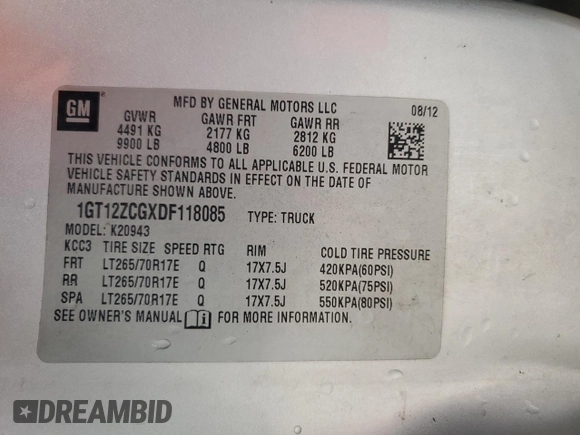 GM ®
MFD BY GENERAL MOTORS LLC 08/12
GVWR GAWR FRT GAWR RR
4491 KG 2177 KG 2812 KG
9900 LB 4800 LB 6200 LB
THIS VEHICLE CONFORMS TO ALL APPLICABLE U.S. FEDERAL MOTOR
VEHICLE SAFETY STANDARDS IN EFFECT ON THE DATE OF
MANUFACTURE SHOWN ABOVE.
1GT12ZCGXDF118085 TYPE: TRUCK
MODEL: K20943
KCC3 TIRE SIZE SPEED RTG RIM COLD TIRE PRESSURE
FRT LT265/70R17E Q 17X7.5J 420KPA(60PSI)
RR LT265/70R17E Q 17X7.5J 520KPA(75PSI)
SPA LT265/70R17E Q 17X7.5J 550KPA(80PSI)
SEE OWNER'S MANUAL FOR MORE INFORMATION.
DREAMBID